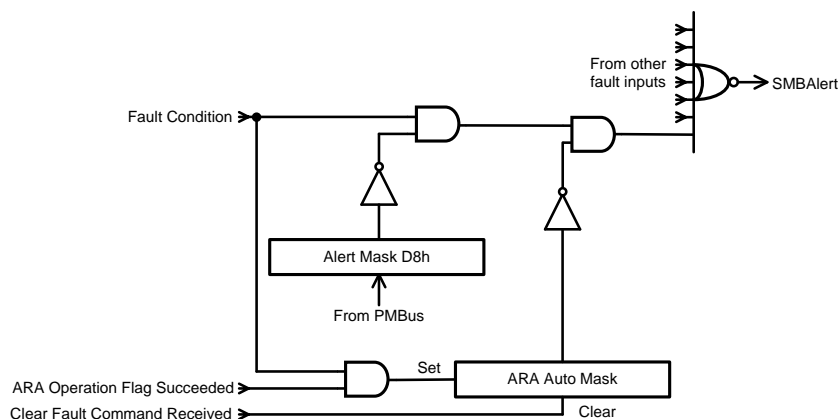 From other
fault inputs
SMBAlert
Fault Condition
Alert Mask D8h
From PMBus
Set
ARA Auto Mask
ARA Operation Flag Succeeded
Clear Fault Command Received
Clear